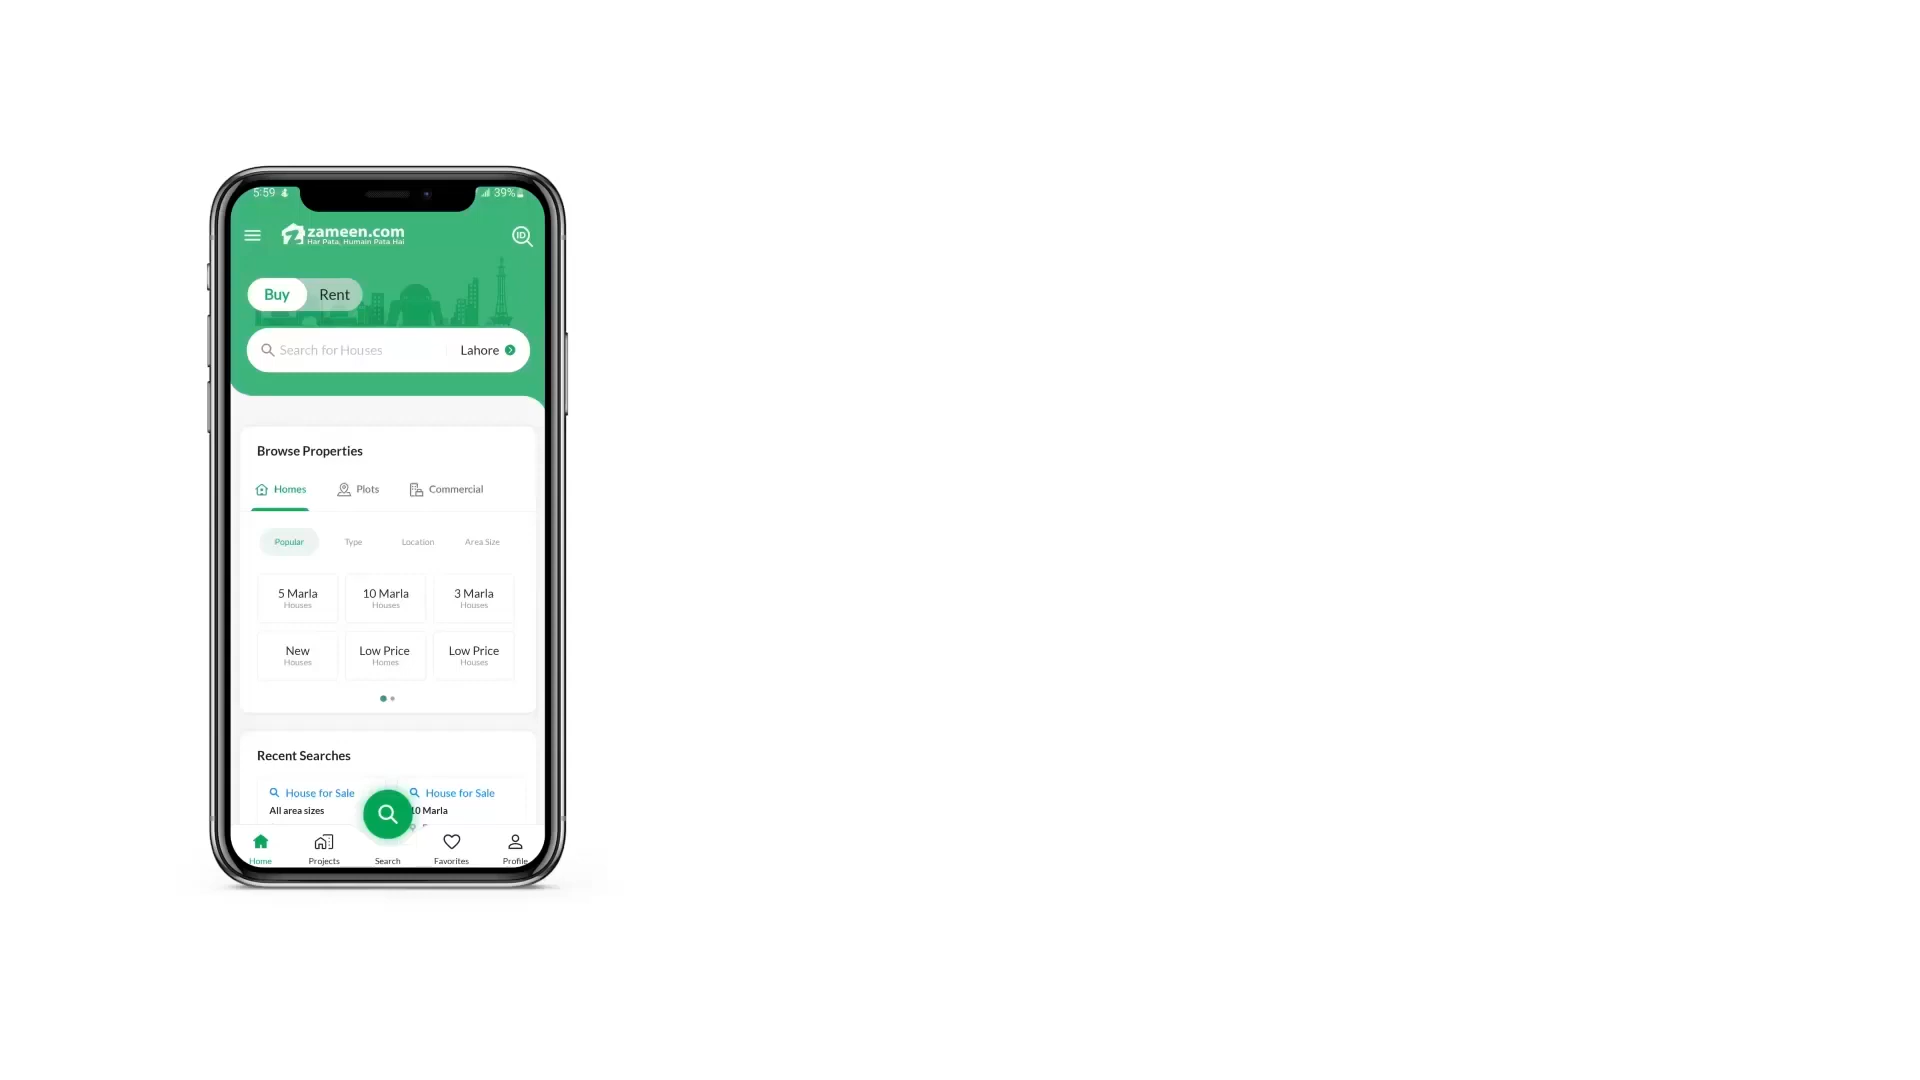 5:59
39%
zameen.com
Har Pata, Humain Pata Hai
ID
Buy Rent
Search for Houses Lahore
Browse Properties
Homes Plots Commercial
Popular Type Location Area Size
5 Marla 10 Marla 3 Marla
Houses Houses Houses
New Low Price Low Price
Houses Homes Houses
Recent Searches
House for Sale House for Sale
All area sizes 10 Marla
Home Projects Search Favorites Profile